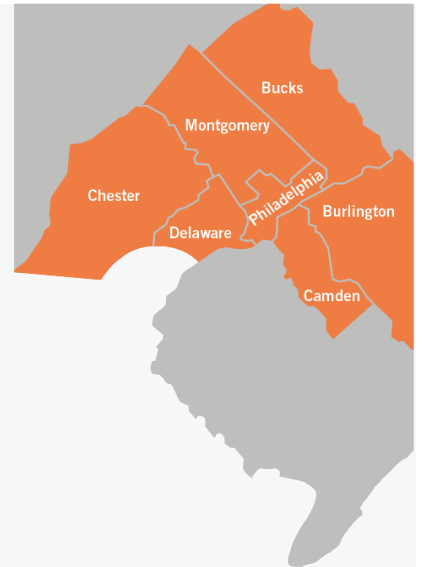 Bucks
Montgomery
Philadelphia
Chester
Burlington
Delaware
Camden